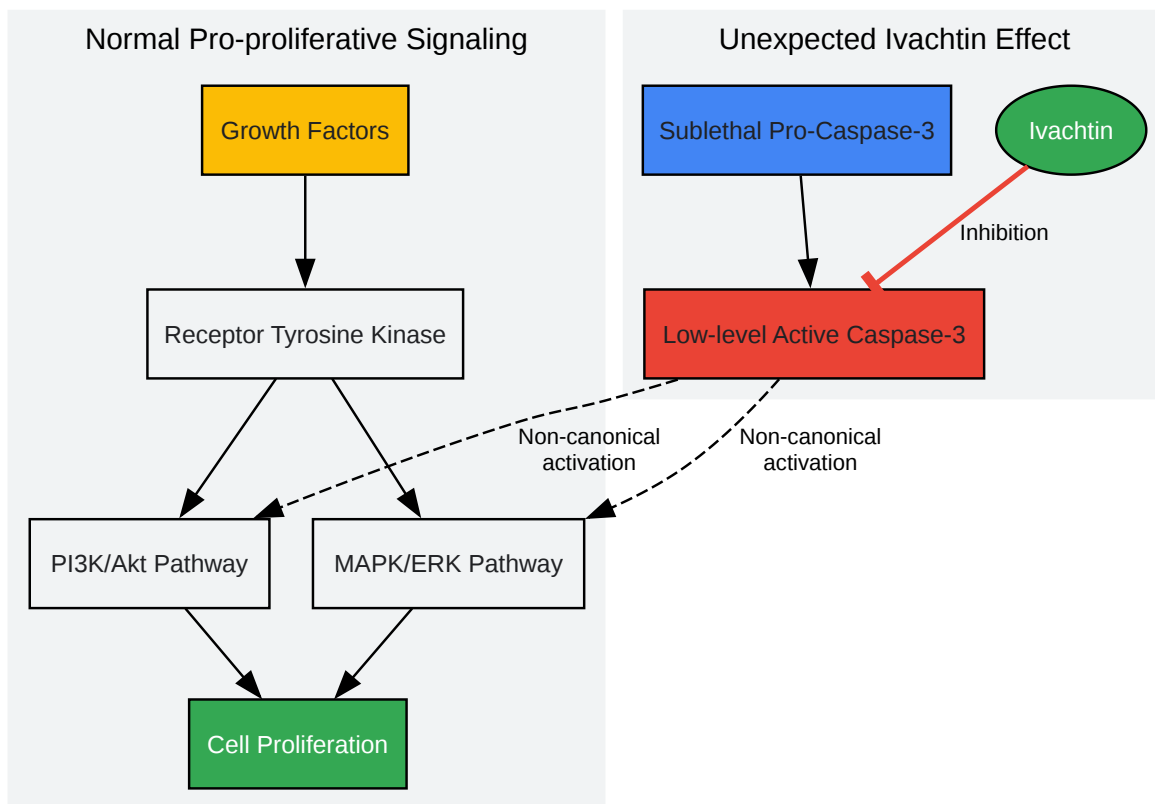 Normal Pro-proliferative Signaling
Unexpected Ivachtin Effect
Growth Factors
Sublethal Pro-Caspase-3
Ivachtin
Inhibition
Receptor Tyrosine Kinase
Low-level Active Caspase-3
Non-canonical
activation
Non-canonical
activation
PI3K/Akt Pathway
MAPK/ERK Pathway
Cell Proliferation